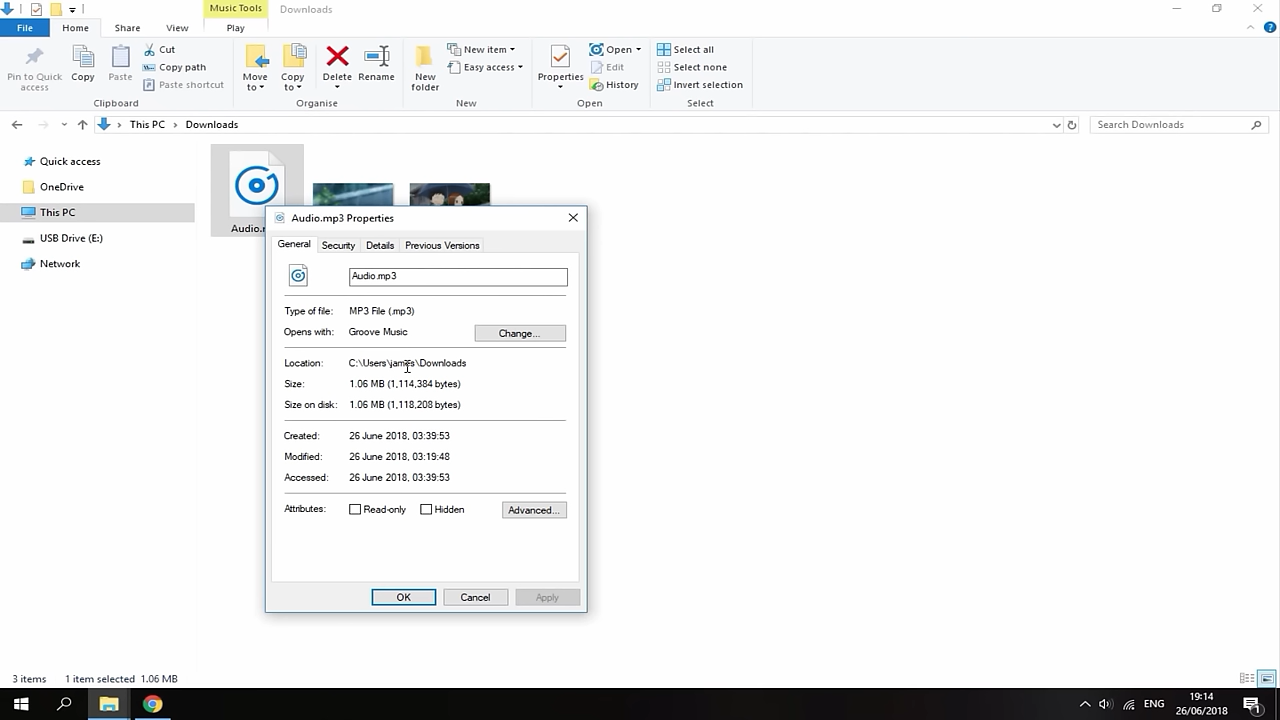 Music Tools
Downloads
File
Home
Share
View
Play
Pin to Quick access
Copy
Paste
Cut
Copy path
Paste shortcut
Clipboard
Move to
Copy to
Delete
Rename
Organise
New folder
New item
Easy access
New
Properties
Open
Edit
History
Open
Select all
Select none
Invert selection
Select
This PC
Downloads
Search Downloads
Quick access
OneDrive
This PC
USB Drive (E:)
Network
Audio.mp3 Properties
General
Security
Details
Previous Versions
Audio.mp3
Type of file: MP3 File (.mp3)
Opens with: Groove Music
Change...
Location: C:\Users\james\Downloads
Size: 1.06 MB (1,114,384 bytes)
Size on disk: 1.06 MB (1,118,208 bytes)
Created: 26 June 2018, 03:39:53
Modified: 26 June 2018, 03:19:48
Accessed: 26 June 2018, 03:39:53
Attributes: Read-only Hidden
Advanced...
OK
Cancel
Apply
3 items 1 item selected 1.06 MB
ENG
19:14
26/06/2018
1